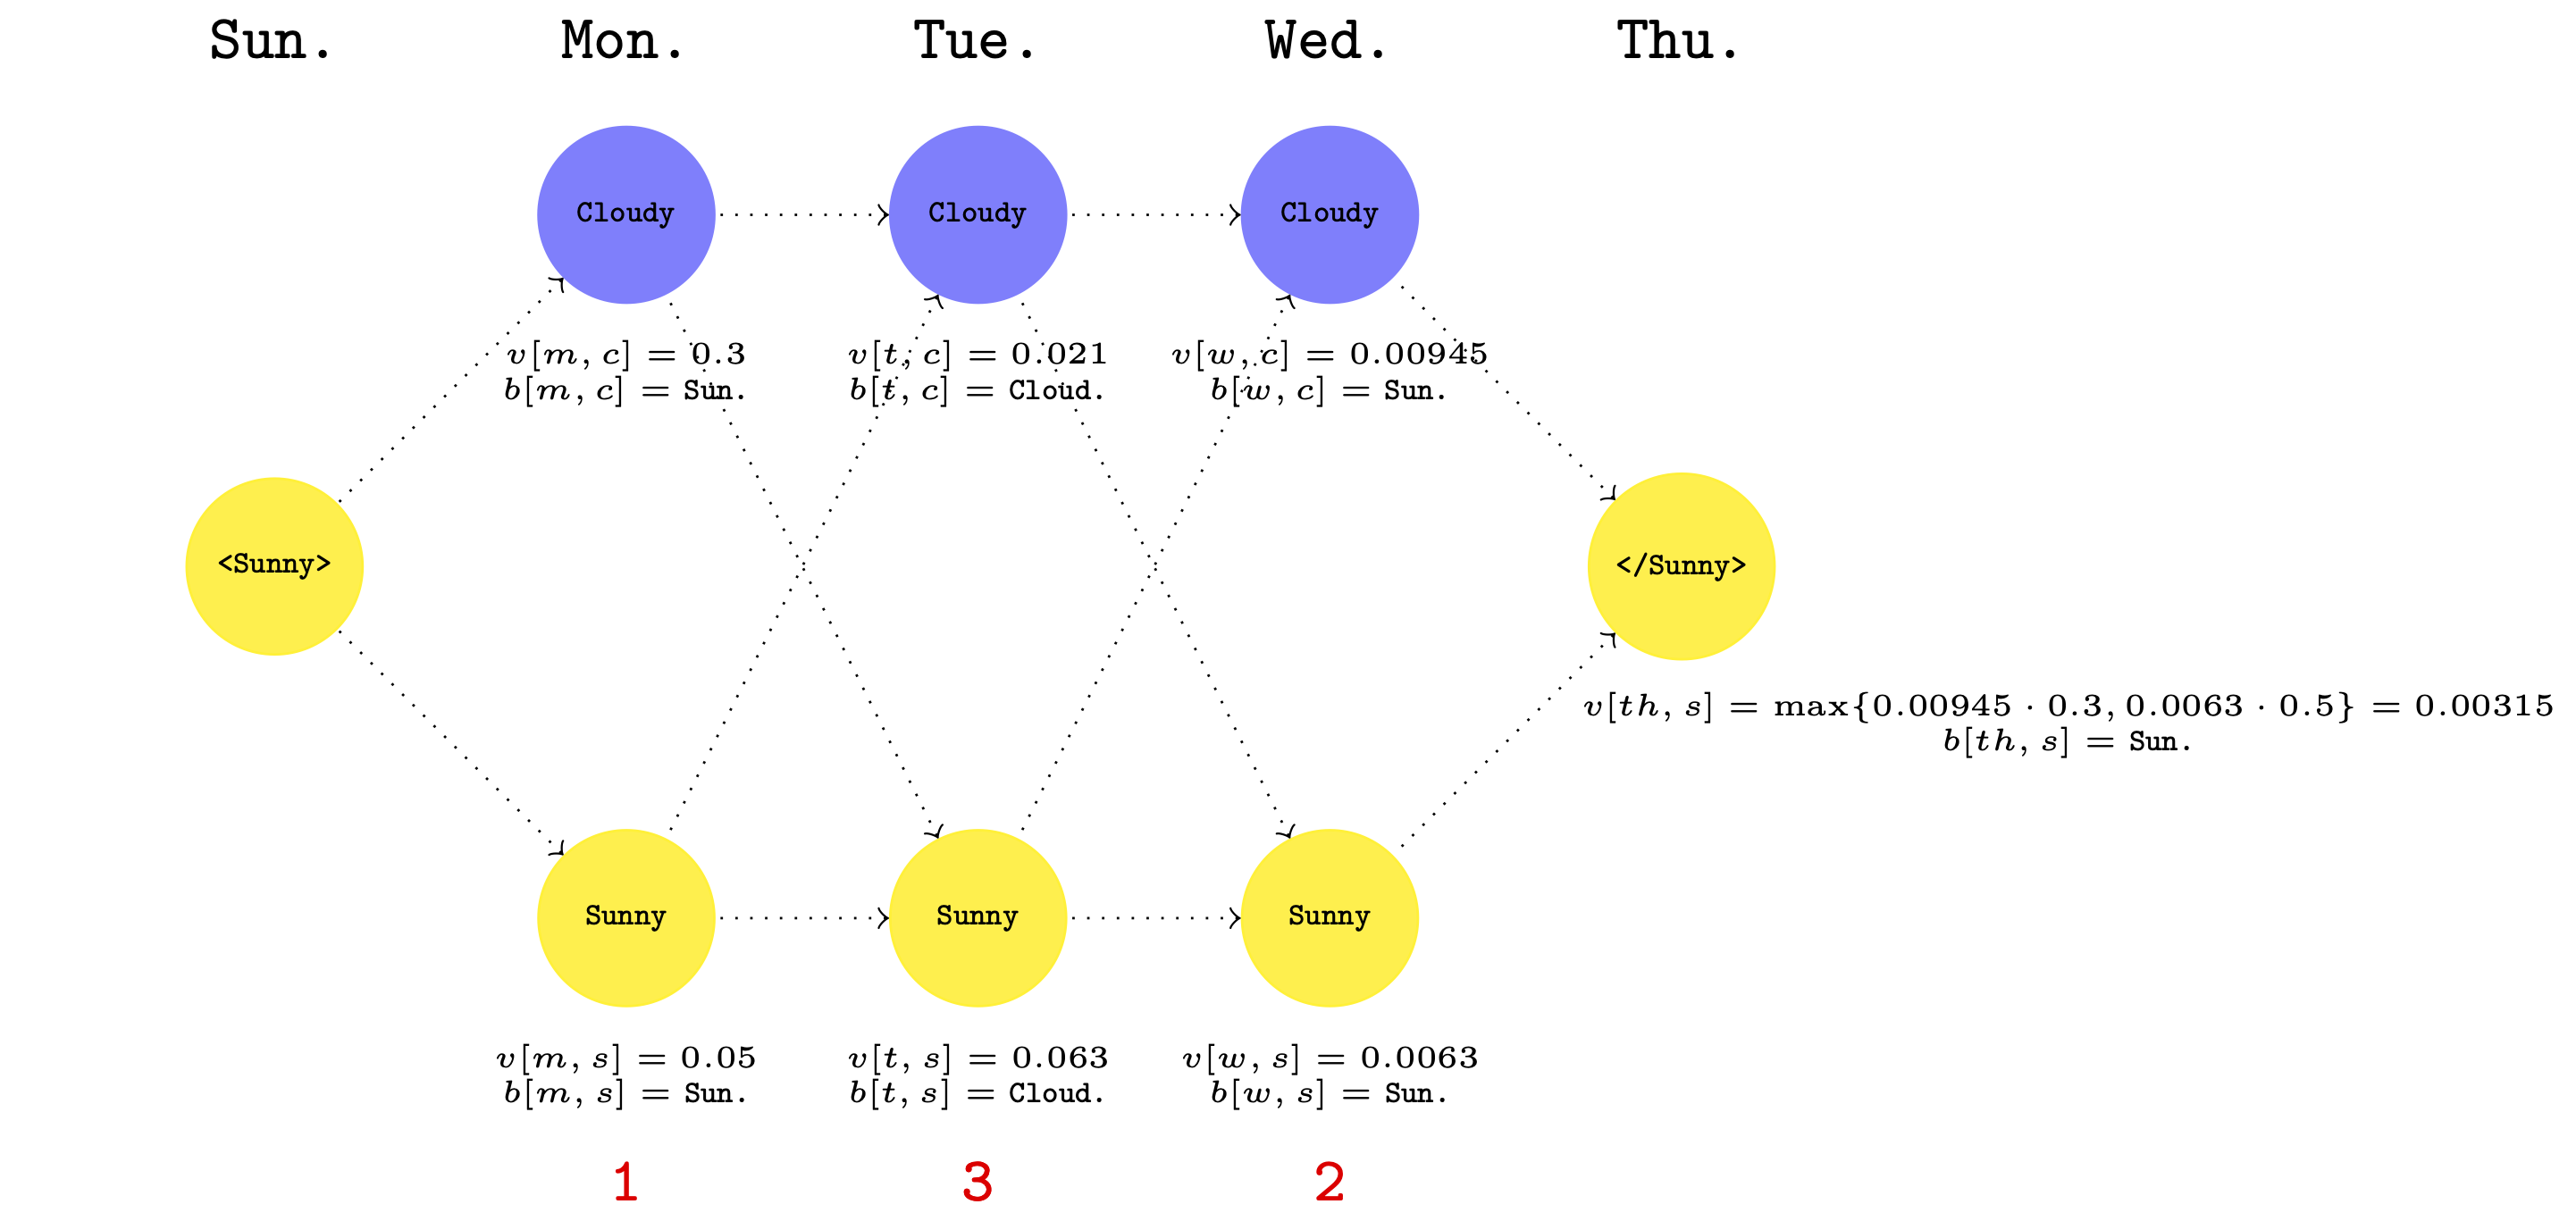 Sun. Mon. Tue. Wed. Thu.
Cloudy Cloudy Cloudy
v[m, c] = 0.3 v[t, c] = 0.021 v[w, c] = 0.00945
b[m, c] = Sun. b[t, c] = Cloud. b[w, c] = Sun.
<Sunny> </Sunny>
v[th, s] = max{0.00945 · 0.3, 0.0063 · 0.5} = 0.00315
b[th, s] = Sun.
Sunny Sunny Sunny
v[m, s] = 0.05 v[t, s] = 0.063 v[w, s] = 0.0063
b[m, s] = Sun. b[t, s] = Cloud. b[w, s] = Sun.
1 3 2